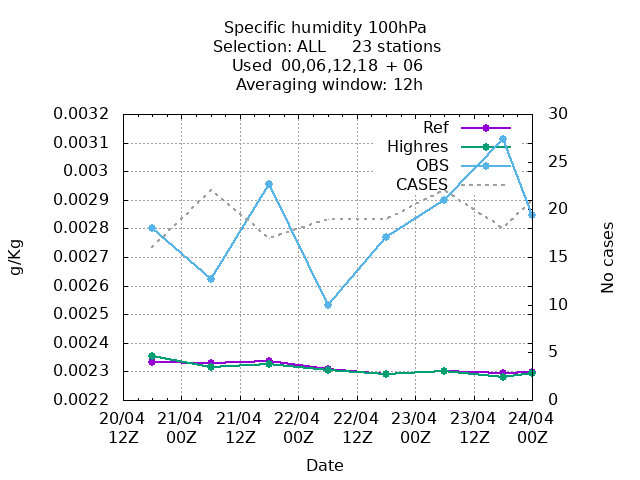 Specific humidity 100hPa
Selection: ALL     23 stations
Used 00,06,12,18 + 06
Averaging window: 12h
0.0032
0.0031
0.003
0.0029
0.0028
0.0027
0.0026
0.0025
0.0024
0.0023
0.0022
g/Kg
Ref
Highres
OBS
CASES
30
25
20
15
10
5
0
No cases
20/04 21/04 21/04 22/04 22/04 23/04 23/04 24/04
12Z 00Z 12Z 00Z 12Z 00Z 12Z 00Z
Date